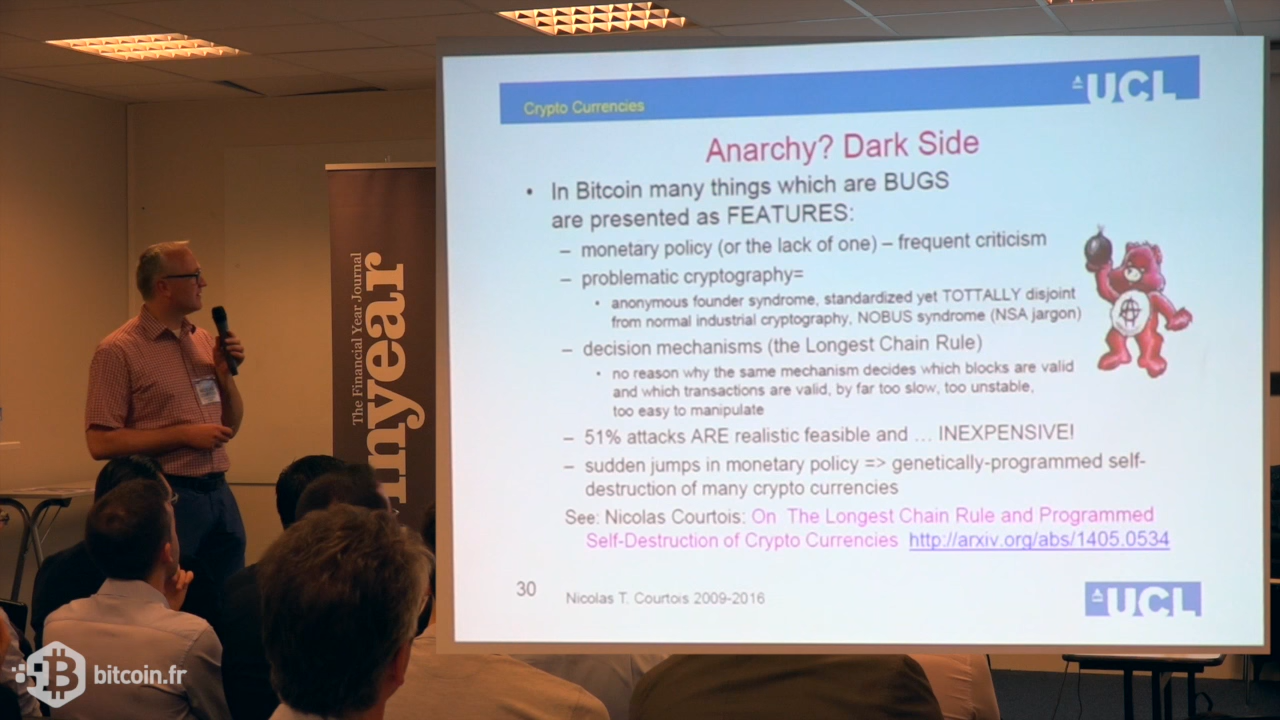 Crypto Currencies
UCL
Anarchy? Dark Side
• In Bitcoin many things which are BUGS
are presented as FEATURES:
– monetary policy (or the lack of one) – frequent criticism
– problematic cryptography=
• anonymous founder syndrome, standardized yet TOTTALLY disjoint
from normal industrial cryptography, NOBUS syndrome (NSA jargon)
– decision mechanisms (the Longest Chain Rule)
• no reason why the same mechanism decides which blocks are valid
and which transactions are valid, by far too slow, too unstable,
too easy to manipulate
– 51% attacks ARE realistic feasible and … INEXPENSIVE!
– sudden jumps in monetary policy => genetically-programmed self-
destruction of many crypto currencies
See: Nicolas Courtois: On The Longest Chain Rule and Programmed
Self-Destruction of Crypto Currencies http://arxiv.org/abs/1405.0534
30
Nicolas T. Courtois 2009-2016
UCL
The Financial Year Journal
inyear
bitcoin.fr